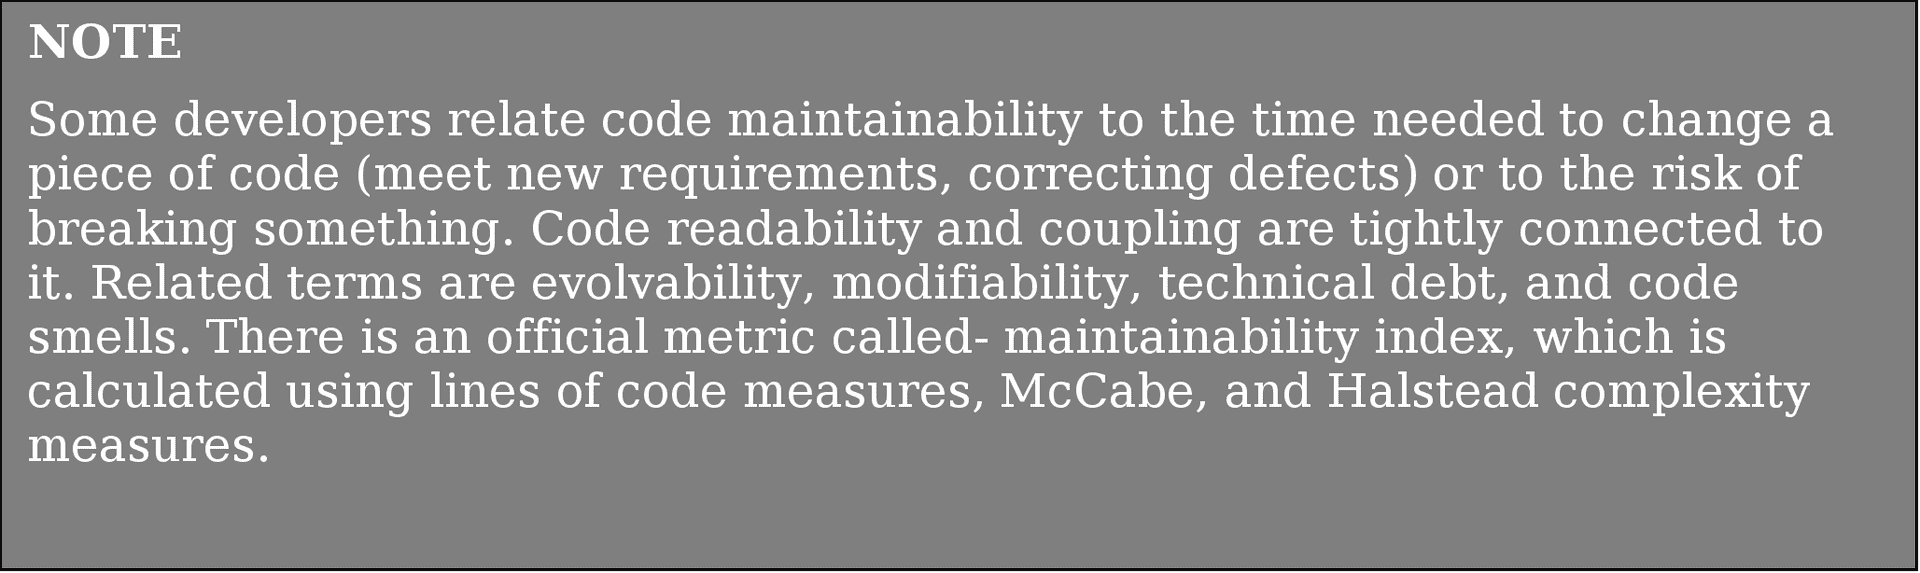 NOTE
Some developers relate code maintainability to the time needed to change a
piece of code (meet new requirements, correcting defects) or to the risk of
breaking something. Code readability and coupling are tightly connected to
it. Related terms are evolvability, modifiability, technical debt, and code
smells. There is an official metric called- maintainability index, which is
calculated using lines of code measures, McCabe, and Halstead complexity
measures.